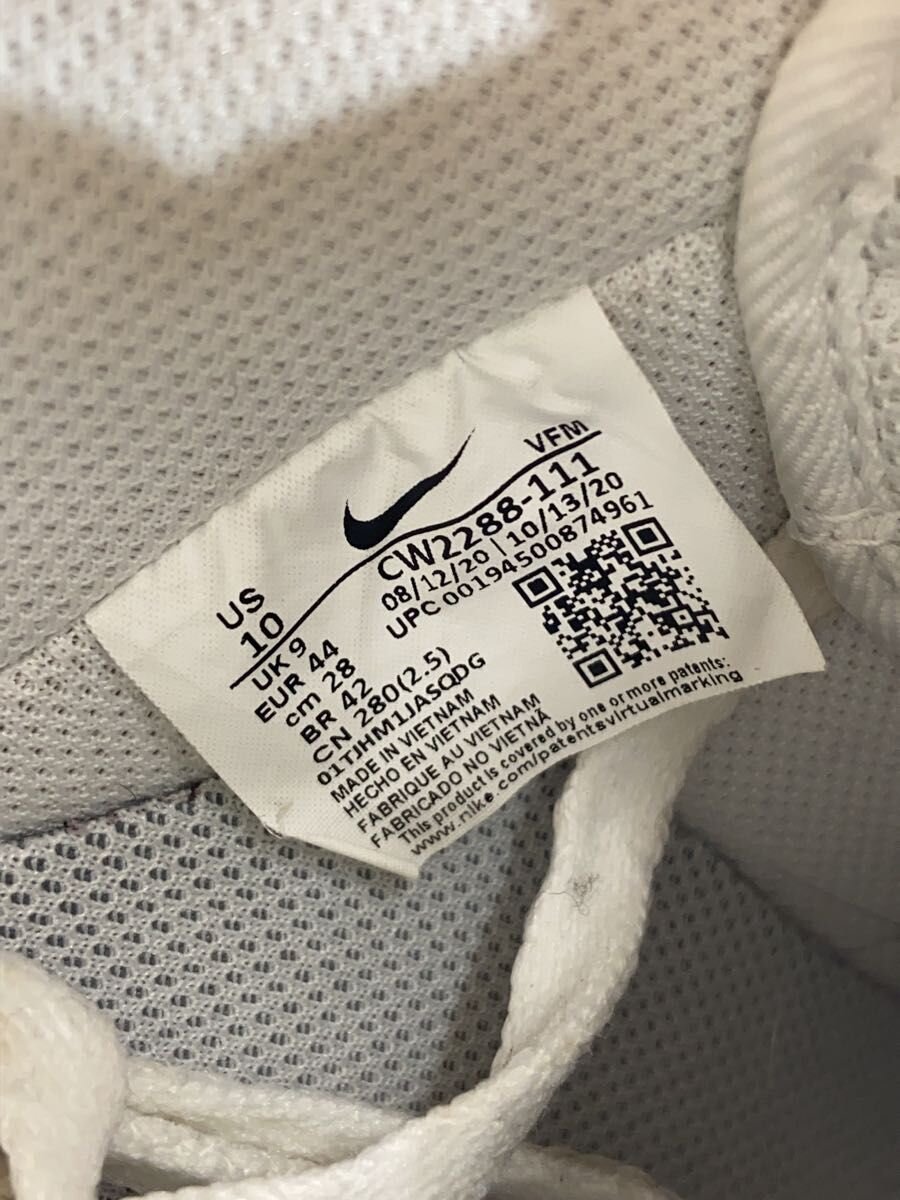 VFM
US
10
CW2288-111
08/12/20 | 10/13/20
UPC 00194500874961
UK 9
EUR 44
cm 28
BR 42
CN 280(2.5)
01TJHM1JASQDG
MADE IN VIETNAM
HECHO EN VIETNAM
FABRIQUE AU VIETNAM
FABRICADO NO VIETNÃ
This product is covered by one or more patents:
www.nike.com/patentsvirtualmarking